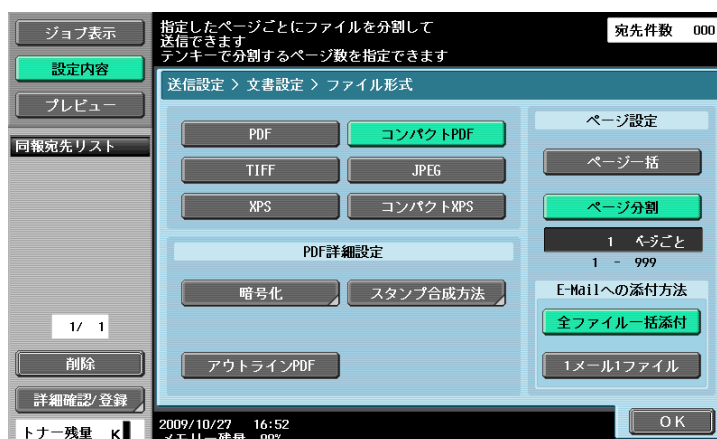 ジョブ表示
設定内容
プレビュー
同報宛先リスト
1/ 1
削除
詳細確認/登録
トナー残量 K
指定したページごとにファイルを分割して
送信できます
テンキーで分割するページ数を指定できます
宛先件数 000
送信設定 > 文書設定 > ファイル形式
PDF
コンパクトPDF
TIFF
JPEG
XPS
コンパクトXPS
PDF詳細設定
暗号化
スタンプ合成方法
アウトラインPDF
ページ設定
ページ一括
ページ分割
1 ページごと
1 - 999
E-Mailへの添付方法
全ファイル一括添付
1メール1ファイル
2009/10/27 16:52
メモリー残量 99%
OK